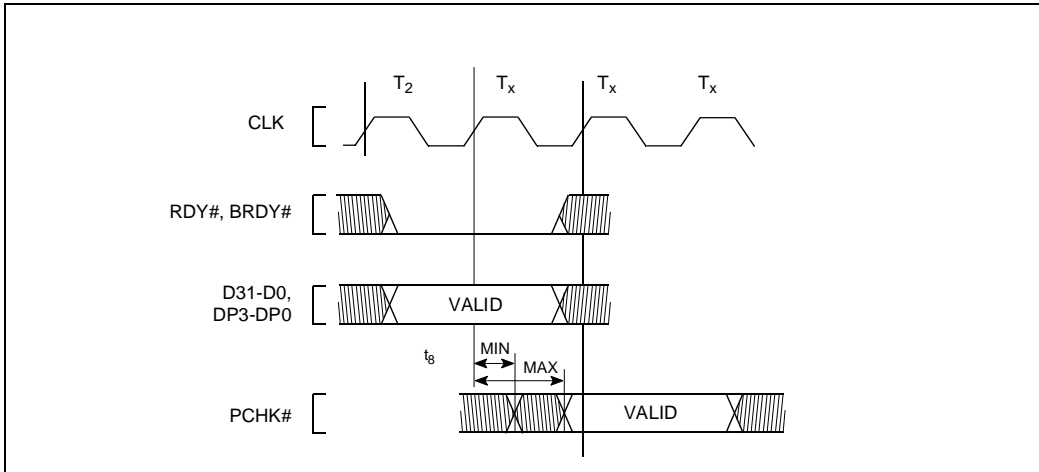 T2 Tx Tx Tx
CLK
RDY#, BRDY#
D31-D0,
DP3-DP0
VALID
t8
MIN
MAX
PCHK#
VALID